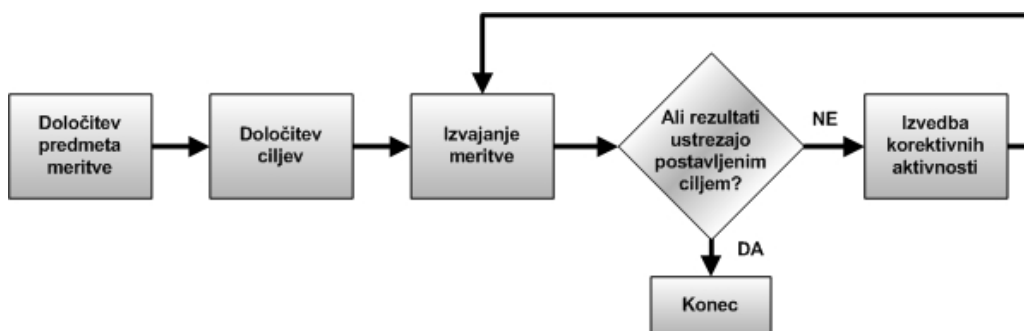 Določitev
predmeta
meritve
Določitev
ciljev
Izvajanje
meritve
Ali rezultati
ustrezajo
postavljenim
ciljem?
NE
Izvedba
korektivnih
aktivnosti
DA
Konec